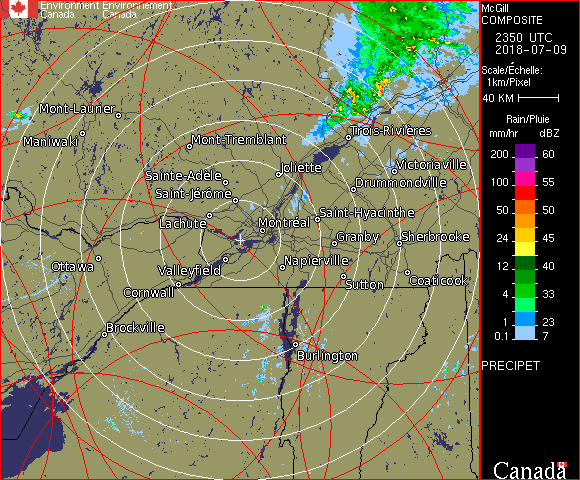 Environment Environnement
Canada Canada
McGill
COMPOSITE
2350 UTC
2018-07-09
Scale/Échelle:
1km/Pixel
40 KM
Rain/Pluie
mm/hr dBZ
200 60
100 55
50 50
24 45
12 40
4 33
1 23
0.1 7
PRECIPET
Canada
Mont-Laurier
Maniwaki
Mont-Tremblant
Trois-Rivières
Sainte-Adèle
Joliette
Victoriaville
Saint-Jérôme
Drummondville
Lachute
Montréal
Saint-Hyacinthe
Granby
Sherbrooke
Ottawa
Valleyfield
Napierville
Cornwall
Sutton
Coaticook
Brockville
Burlington